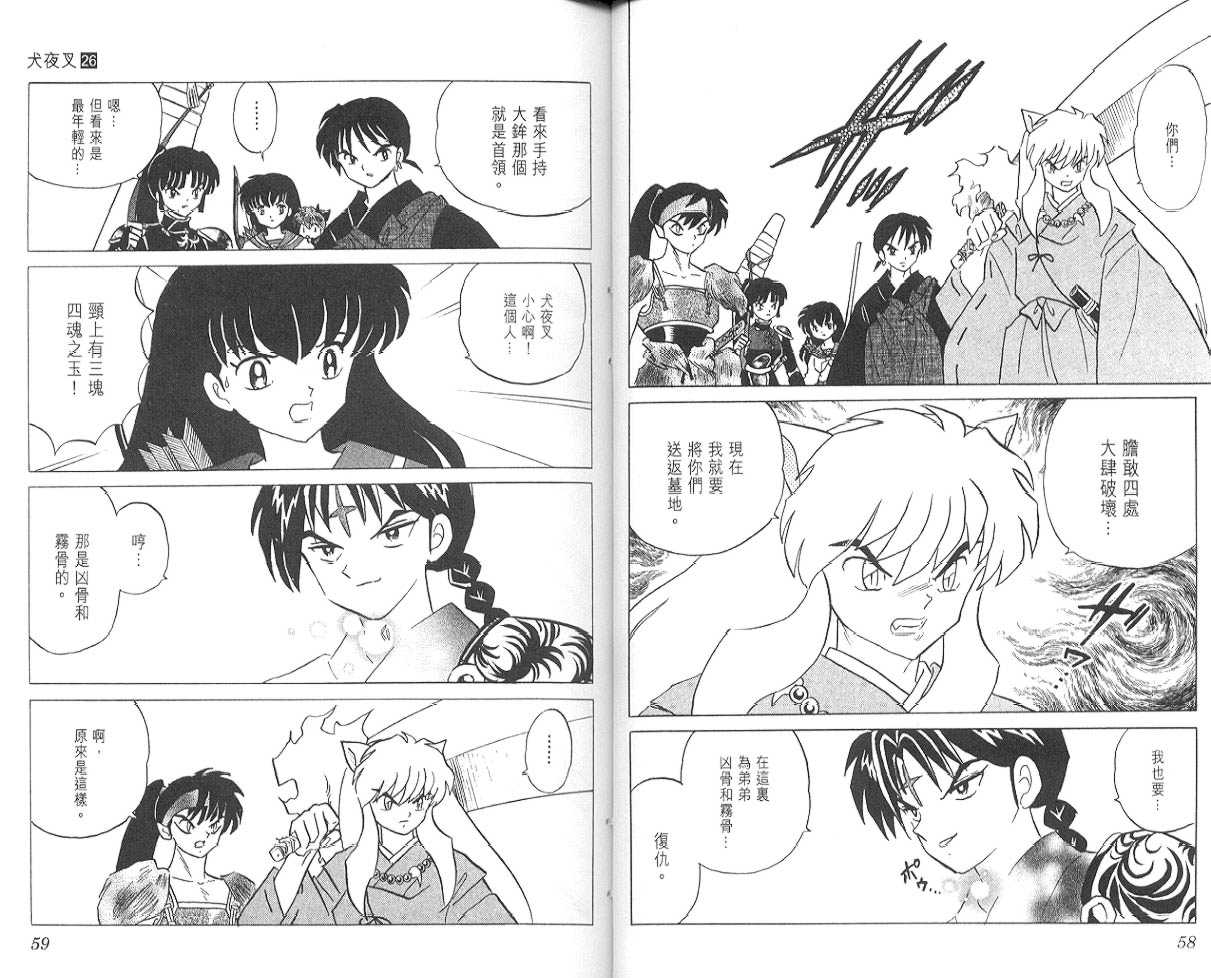 你們…
膽敢四處
大肆破壞…
現在
我就要
將你們
送返墓地。
我也要…
在這裏
為弟弟
凶骨和霧骨…
復仇。
ポウ…
58
犬夜叉26
看來手持
大鉾那個
就是首領。
……
嗯…
但看來是
最年輕的…
犬夜叉
小心啊！
這個人…
頸上有三塊
四魂之玉！
哼…
那是凶骨和
霧骨的。
……
啊，
原來是這樣。
59